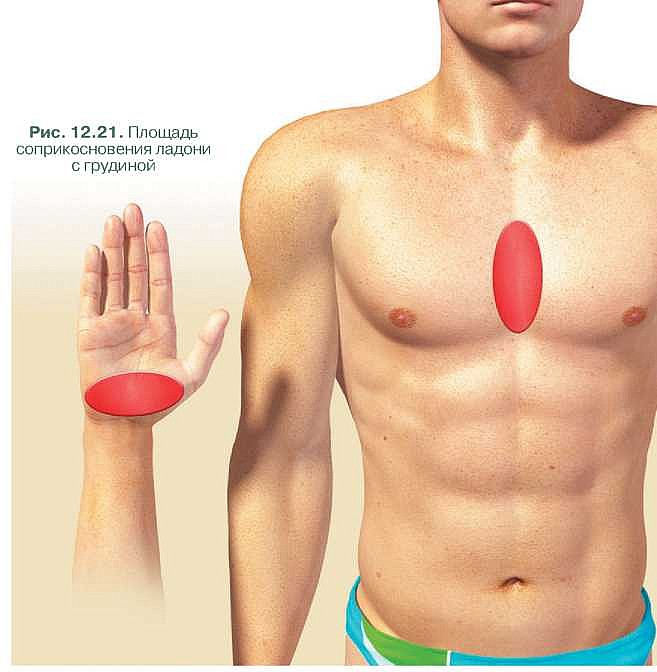 Рис. 12.21. Площадь
соприкосновения ладони
с грудиной